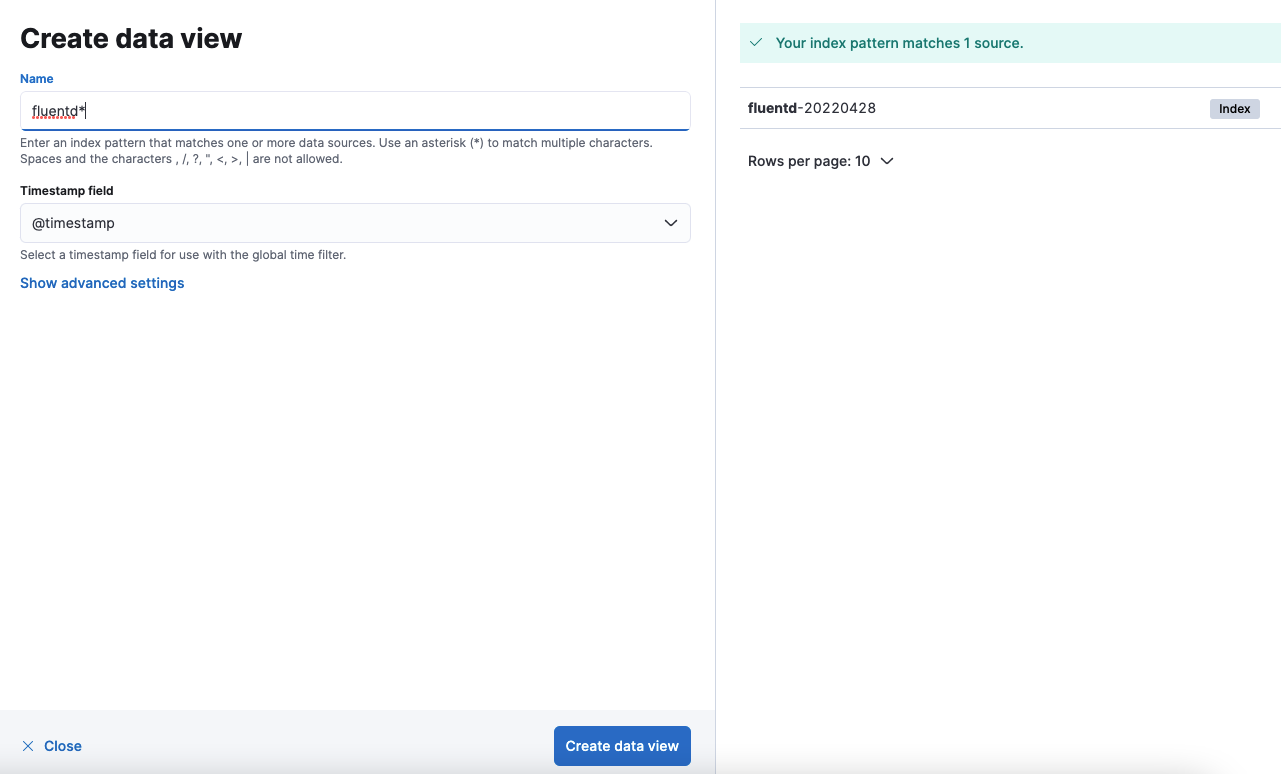 Create data view
Name
fluentd*
Enter an index pattern that matches one or more data sources. Use an asterisk (*) to match multiple characters.
Spaces and the characters , /, ?, ", <, >, | are not allowed.
Timestamp field
@timestamp
Select a timestamp field for use with the global time filter.
Show advanced settings
Close
Create data view
Your index pattern matches 1 source.
fluentd-20220428 Index
Rows per page: 10